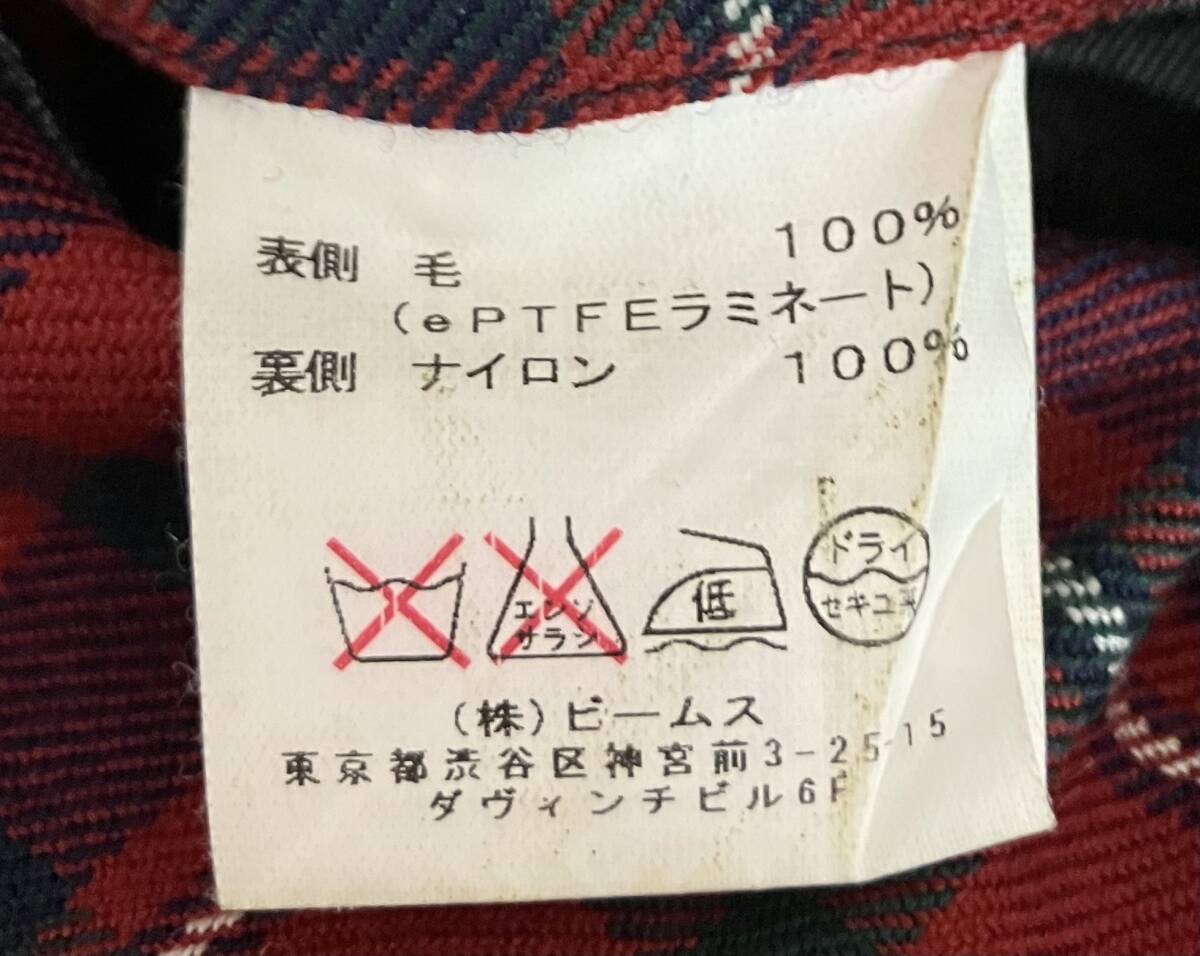 表側 毛 100%
(ePTFEラミネート)
裏側 ナイロン 100%
エンソ
サラシ
低
ドライ
セキユ系
(株)ビームス
東京都渋谷区神宮前3-25-15
ダヴィンチビル6F